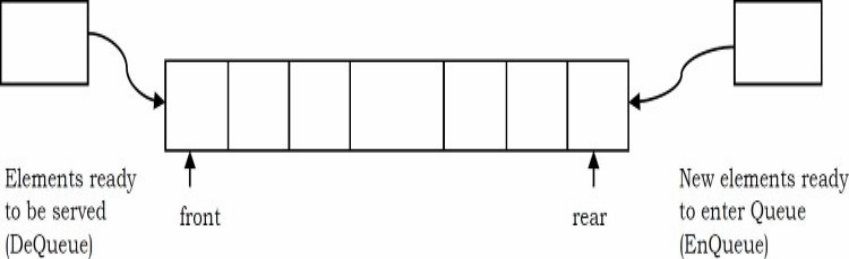 Elements ready
to be served
(DeQueue)
front
rear
New elements ready
to enter Queue
(EnQueue)